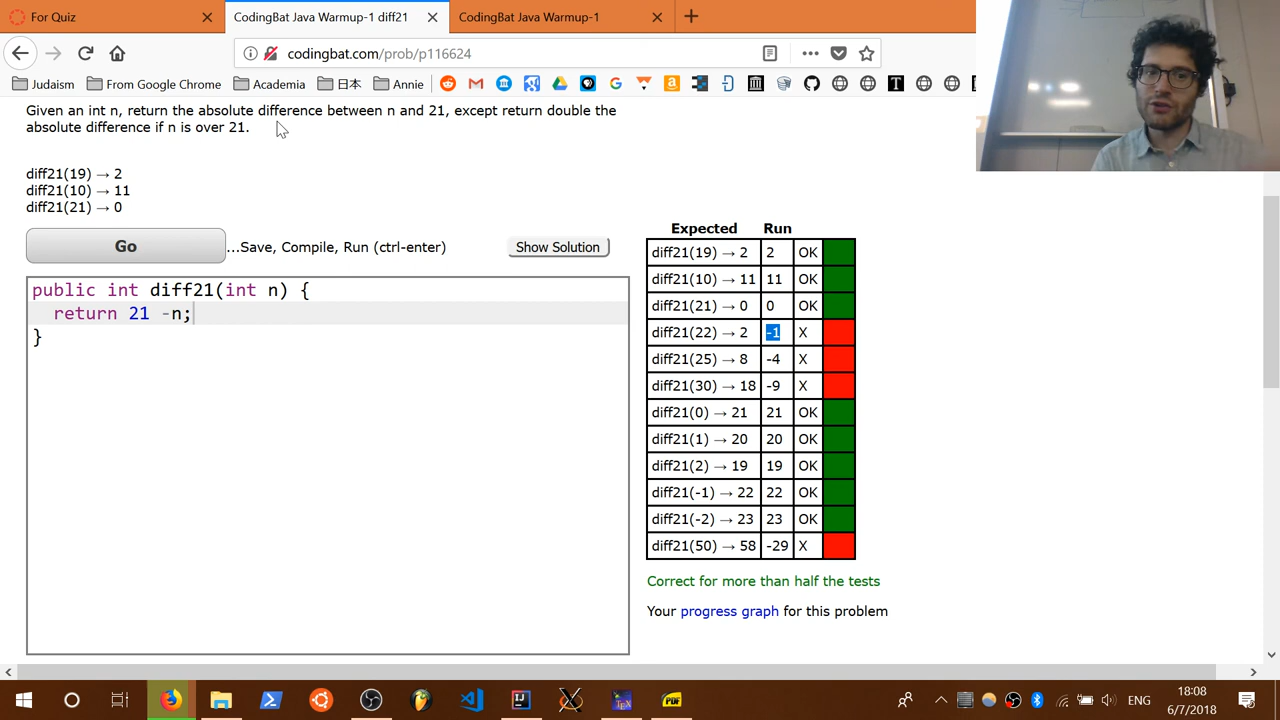 For Quiz
CodingBat Java Warmup-1 diff21
CodingBat Java Warmup-1
codingbat.com/prob/p116624
Judaism
From Google Chrome
Academia
日本
Annie
Given an int n, return the absolute difference between n and 21, except return double the
absolute difference if n is over 21.
diff21(19) → 2
diff21(10) → 11
diff21(21) → 0
Go
...Save, Compile, Run (ctrl-enter)
Show Solution
public int diff21(int n) {
return 21 -n;
}
Expected Run
diff21(19) → 2 2 OK
diff21(10) → 11 11 OK
diff21(21) → 0 0 OK
diff21(22) → 2 -1 X
diff21(25) → 8 -4 X
diff21(30) → 18 -9 X
diff21(0) → 21 21 OK
diff21(1) → 20 20 OK
diff21(2) → 19 19 OK
diff21(-1) → 22 22 OK
diff21(-2) → 23 23 OK
diff21(50) → 58 -29 X
Correct for more than half the tests
Your progress graph for this problem
ENG
18:08
6/7/2018